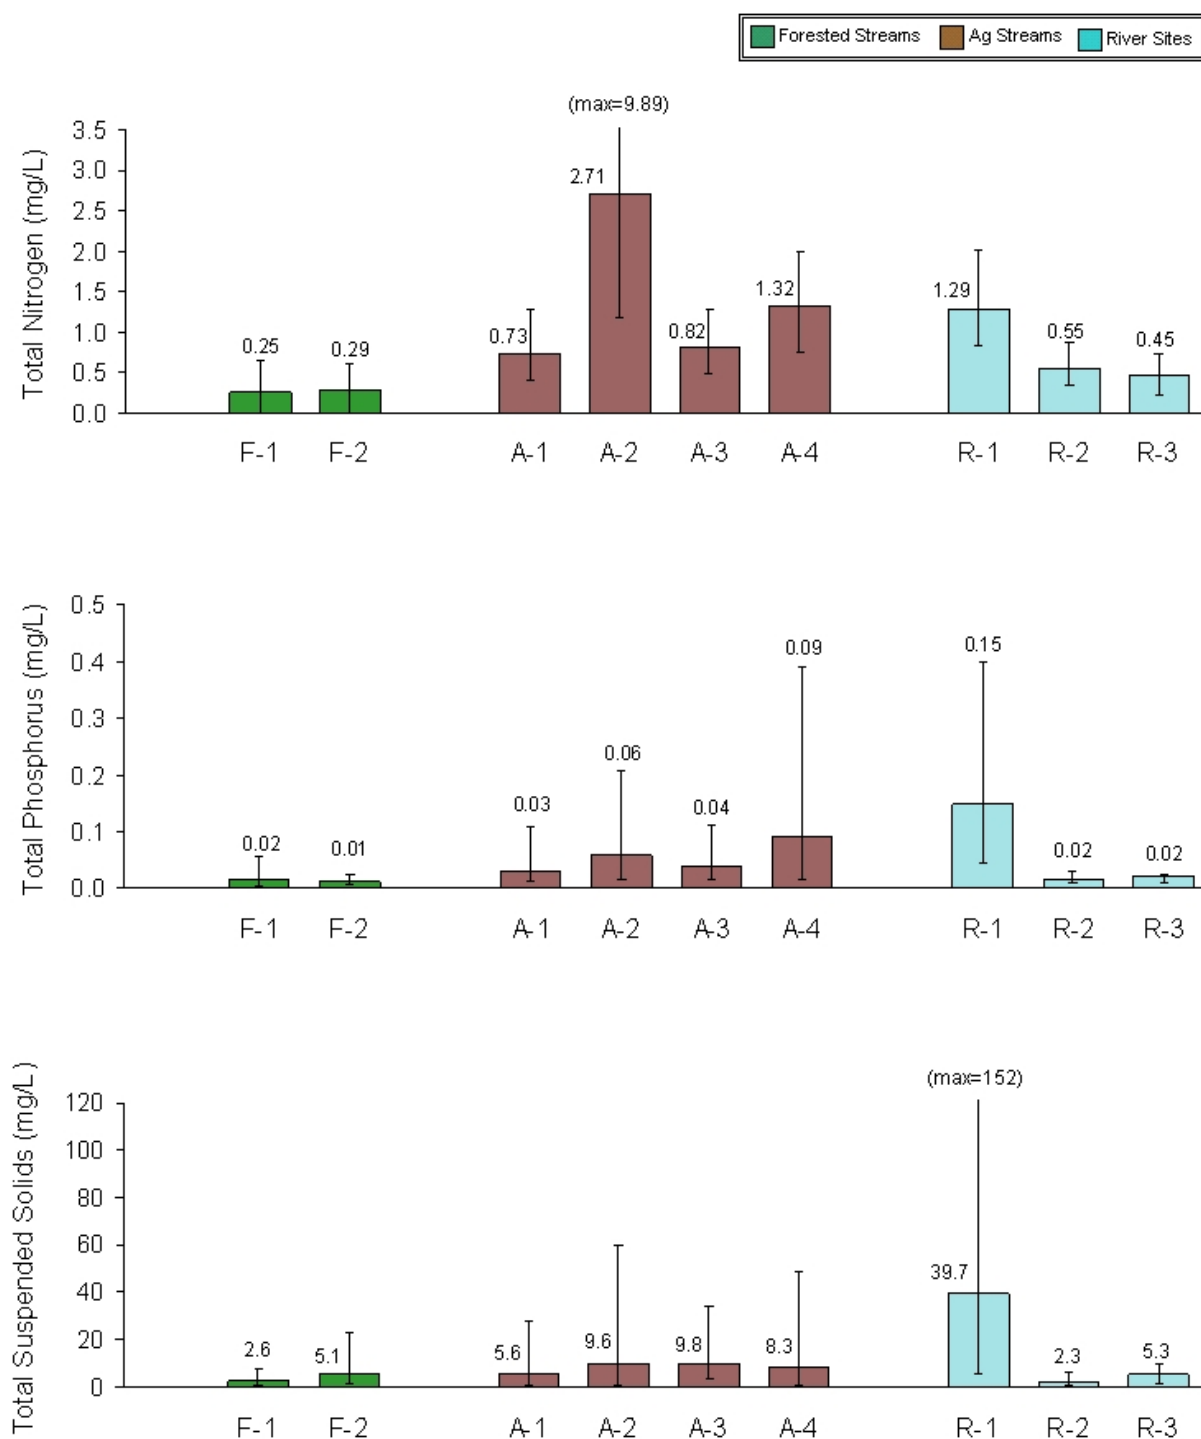 Forested Streams Ag Streams River Sites
(max=9.89)
Total Nitrogen (mg/L)
3.5
3.0
2.5
2.0
1.5
1.0
0.5
0.0
0.25 0.29 0.73 2.71 0.82 1.32 1.29 0.55 0.45
F-1 F-2 A-1 A-2 A-3 A-4 R-1 R-2 R-3
Total Phosphorus (mg/L)
0.5
0.4
0.3
0.2
0.1
0.0
0.02 0.01 0.03 0.06 0.04 0.09 0.15 0.02 0.02
F-1 F-2 A-1 A-2 A-3 A-4 R-1 R-2 R-3
(max=152)
Total Suspended Solids (mg/L)
120
100
80
60
40
20
0
2.6 5.1 5.6 9.6 9.8 8.3 39.7 2.3 5.3
F-1 F-2 A-1 A-2 A-3 A-4 R-1 R-2 R-3